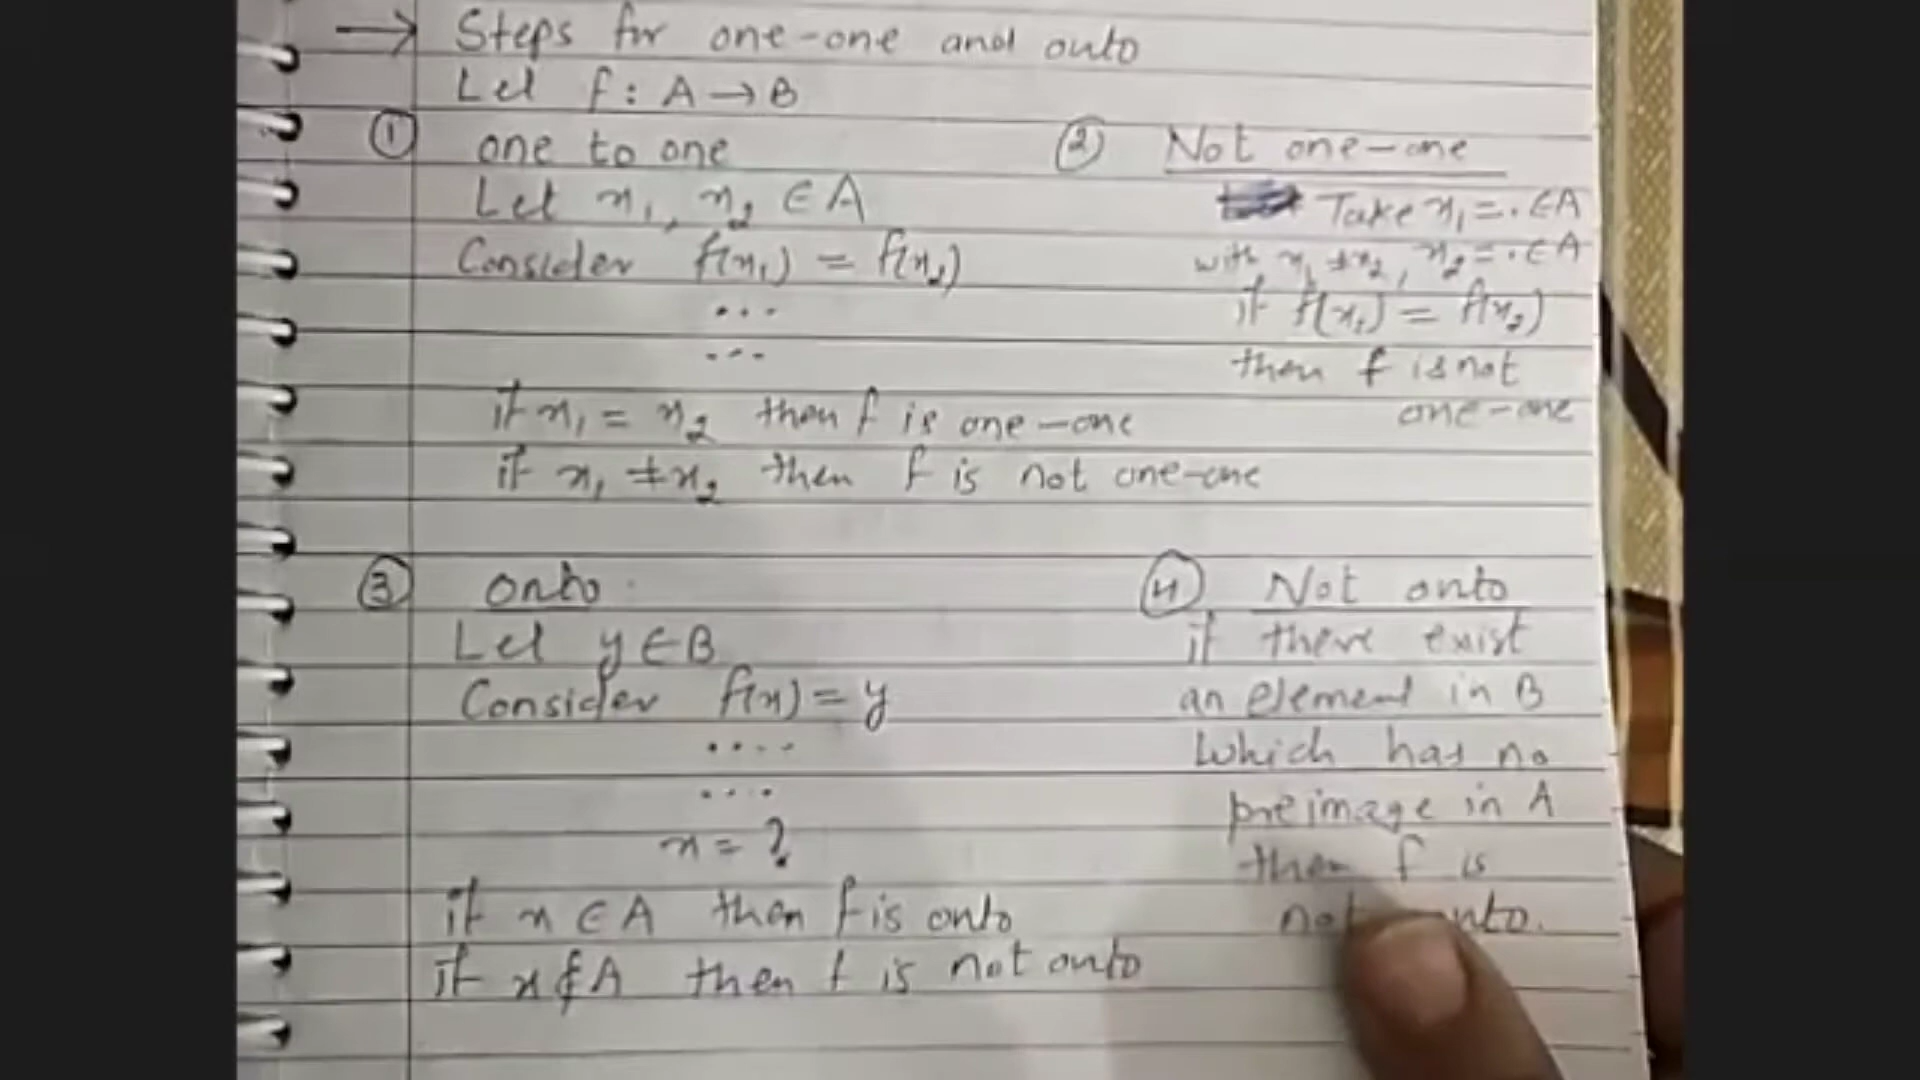 → Steps for one-one and onto
Let f : A → B
① one to one
Let x₁, x₂ ∈ A
Consider f(x₁) = f(x₂)
...
...
if x₁ = x₂ then f is one-one
if x₁ ≠ x₂ then f is not one-one
② Not one-one
Take x₁ = . ∈ A
with x₁ ≠ x₂, x₂ = . ∈ A
if f(x₁) = f(x₂)
then f is not
one-one
③ onto
Let y ∈ B
Consider f(x) = y
....
....
x = ?
if x ∈ A then f is onto
if x ∉ A then f is not onto
④ Not onto
if there exist
an element in B
which has no
preimage in A
then f is
not onto.